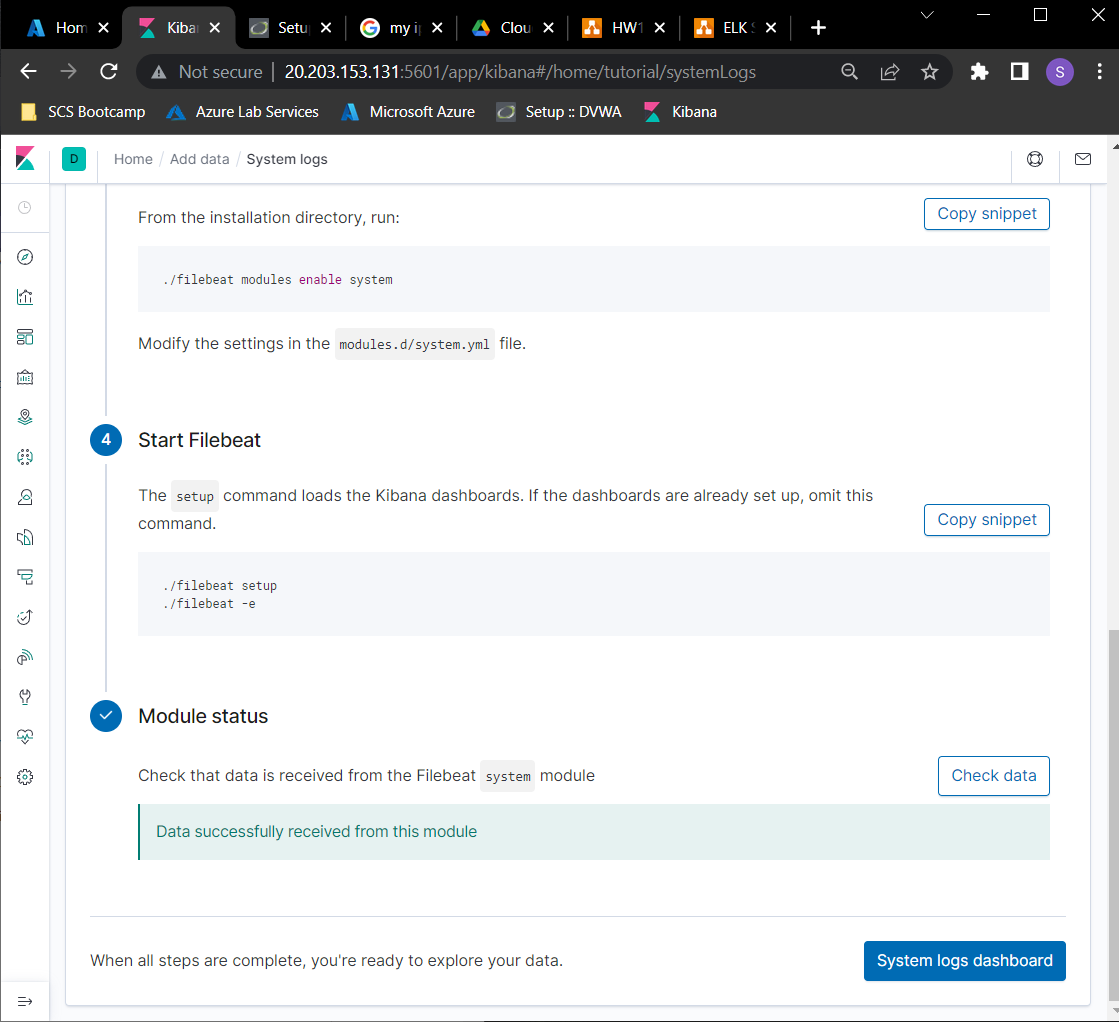 Hom
Kiba
Setu
my i
Clou
HW1
ELK S
Not secure
20.203.153.131:5601/app/kibana#/home/tutorial/systemLogs
S
SCS Bootcamp
Azure Lab Services
Microsoft Azure
Setup :: DVWA
Kibana
D
Home / Add data / System logs
From the installation directory, run:
Copy snippet
./filebeat modules enable system
Modify the settings in the modules.d/system.yml file.
4
Start Filebeat
The setup command loads the Kibana dashboards. If the dashboards are already set up, omit this
command.
Copy snippet
./filebeat setup
./filebeat -e
Module status
Check that data is received from the Filebeat system module
Check data
Data successfully received from this module
When all steps are complete, you're ready to explore your data.
System logs dashboard